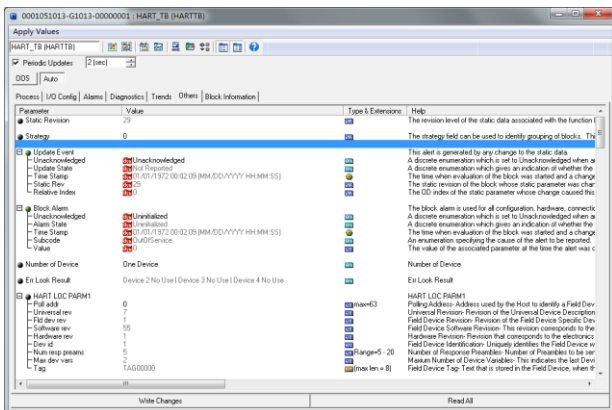 0001051013-G1013-00000001 : HART_TB (HARTTB)
Apply Values
HART_TB (HARTTB)
Periodic Updates 2 (sec)
OOS Auto
Process | I/O Config | Alarms | Diagnostics | Trends Others | Block Information |
Parameter Value Type & Extensions Help
Static Revision 29 The revision level of the static data associated with the function
Strategy 0 The strategy field can be used to identify grouping of blocks. Thi
Update Event This alert is generated by any change to the static data.
Unacknowledged Unacknowledged A discrete enumeration which is set to Unacknowledged when a
Update State Not Reported A discrete enumeration which gives an indication of whether the
Time Stamp 01/01/1972 00:02:09 (MM/DD/YYYY HH:MM:SS) The time when evaluation of the block was started and a change
Static Rev 29 The static revision of the block whose static parameter was char
Relative Index 0 The OD index of the static parameter whose change caused this
Block Alarm The block alarm is used for all configuration, hardware, connectic
Unacknowledged Uninitialized A discrete enumeration which is set to Unacknowledged when a
Alarm State Uninitialized A discrete enumeration which gives an indication of whether the
Time Stamp 01/01/1972 00:02:09 (MM/DD/YYYY HH:MM:SS) The time when evaluation of the block was started and a change
Subcode OutOfService An enumeration specifying the cause of the alert to be reported.
Value 0 The value of the associated parameter at the time the alert was c
Number of Device One Device Number of Device
Err Look Result Device 2 No Use | Device 3 No Use | Device 4 No Use Err Look Result
HART LOC PARM1 HART LOC PARM1
Poll addr 0 max=63 Polling Address- Address used by the Host to identify a Field Dev
Universal rev 7 Universal Revision- Revision of the Universal Device Description
Fld dev rev 1 Field Device Revision- Revision of the Field Device Specific Dev
Software rev 55 Field Device Software Revision- This revision corresponds to the
Hardware rev 1 Hardware Revision- Revision that corresponds to the electronics
Dev id 1 Field Device Identification- Uniquely identifies the Field Device w
Num resp preams 5 Range=5 - 20 Number of Response Preambles- Number of Preambles to be ser
Max dev vars 2 Maxium Number of Device Variables- This indicates the last Devi
Tag TAG00000 (max len = 8) Field Device Tag- Text that is stored in the Field Device, when th
Write Changes Read All